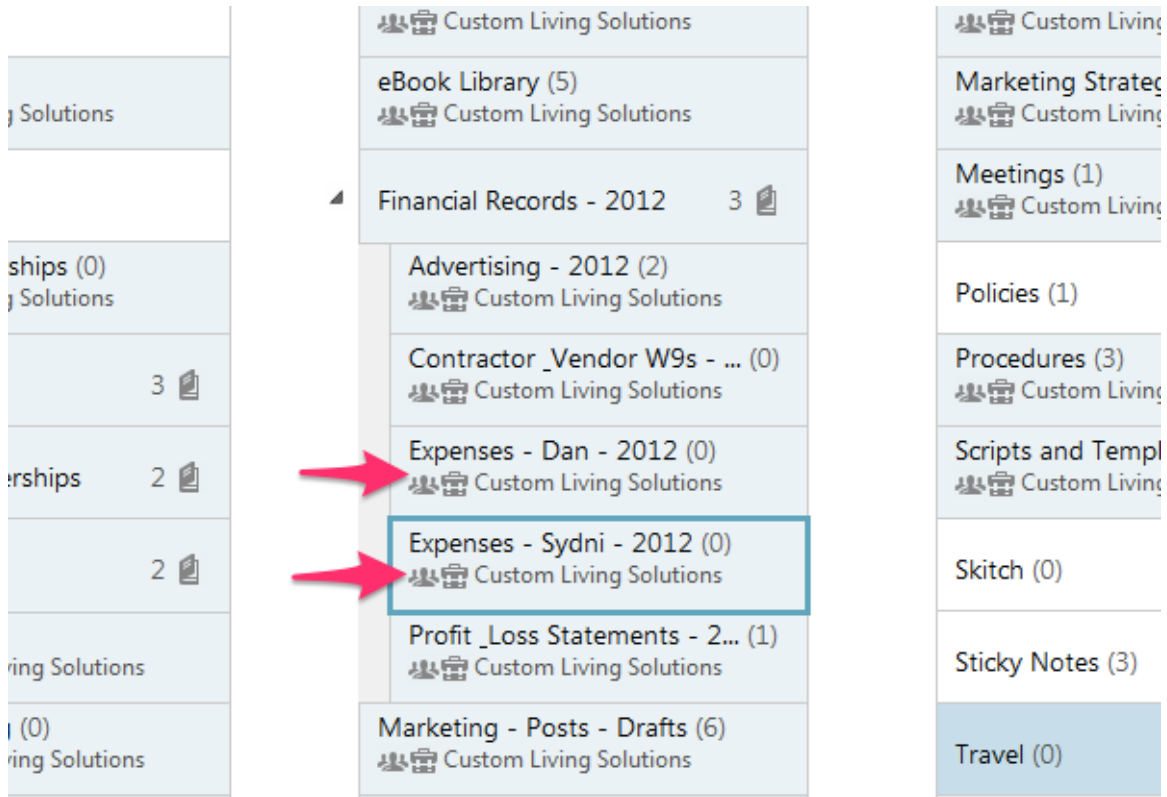 Solutions
ships (0)
Solutions
3
erships 2
2
ving Solutions
(0)
ving Solutions
Custom Living Solutions
eBook Library (5)
Custom Living Solutions
Financial Records - 2012 3
Advertising - 2012 (2)
Custom Living Solutions
Contractor _Vendor W9s - ... (0)
Custom Living Solutions
Expenses - Dan - 2012 (0)
Custom Living Solutions
Expenses - Sydni - 2012 (0)
Custom Living Solutions
Profit _Loss Statements - 2... (1)
Custom Living Solutions
Marketing - Posts - Drafts (6)
Custom Living Solutions
Custom Living
Marketing Strateg
Custom Living
Meetings (1)
Custom Living
Policies (1)
Procedures (3)
Custom Living
Scripts and Templ
Custom Living
Skitch (0)
Sticky Notes (3)
Travel (0)